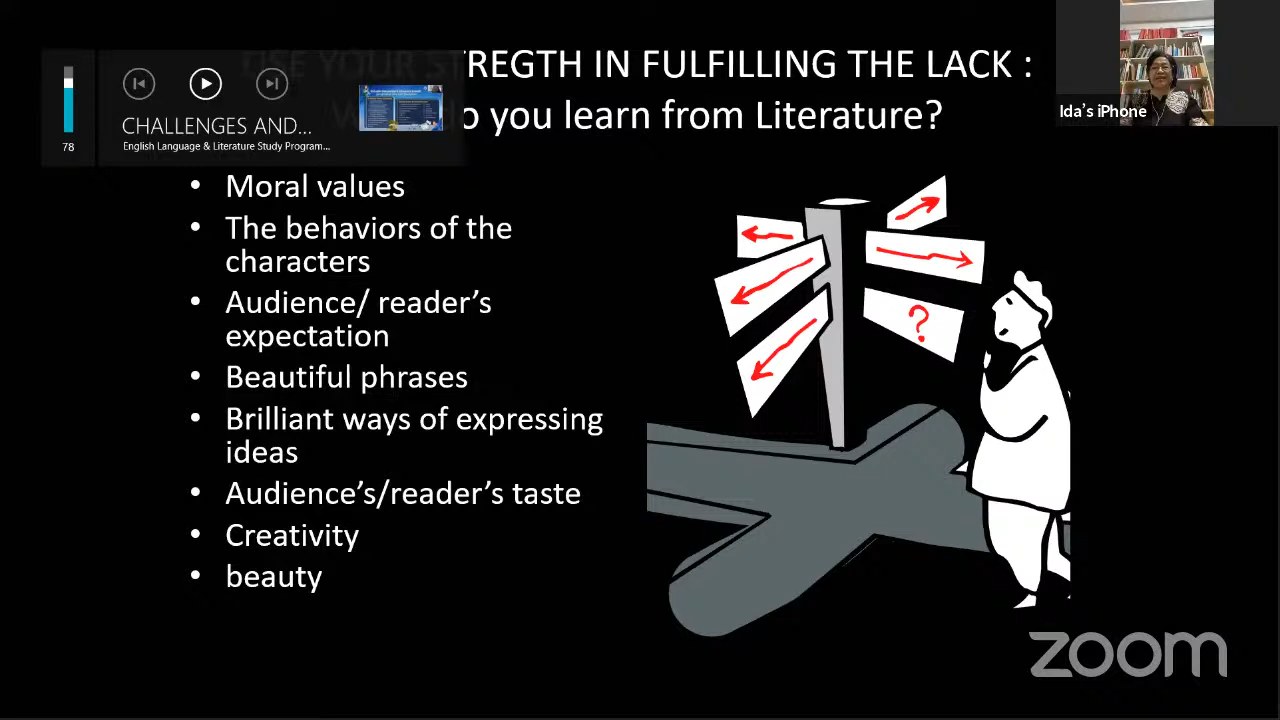 USE YOUR STREGTH IN FULFILLING THE LACK :
do you learn from Literature?
78
CHALLENGES AND...
English Language & Literature Study Program...
Ida's iPhone
• Moral values
• The behaviors of the
characters
• Audience/ reader's
expectation
• Beautiful phrases
• Brilliant ways of expressing
ideas
• Audience's/reader's taste
• Creativity
• beauty
?
zoom